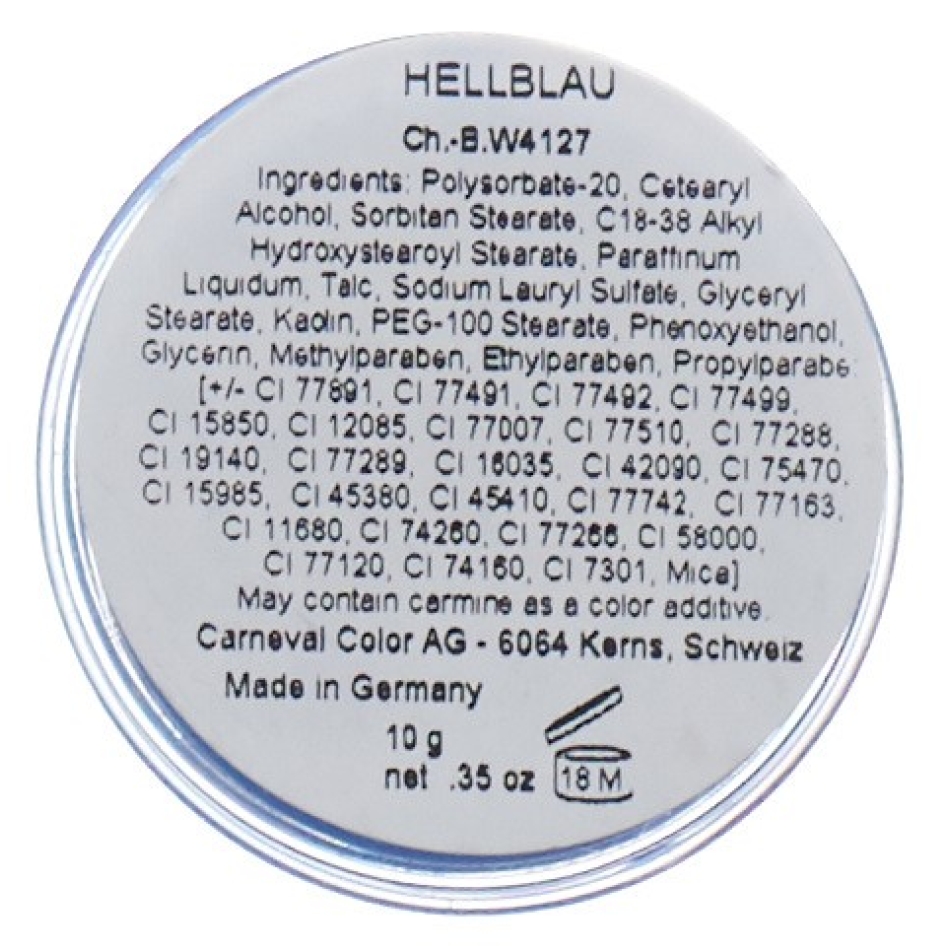 HELLBLAU
Ch.-B.W4127
Ingredients: Polysorbate-20, Cetearyl
Alcohol, Sorbitan Stearate, C18-38 Alkyl
Hydroxystearoyl Stearate, Paraffinum
Liquidum, Talc, Sodium Lauryl Sulfate, Glyceryl
Stearate, Kaolin, PEG-100 Stearate, Phenoxyethanol,
Glycerin, Methylparaben, Ethylparaben, Propylparabe
[+/- CI 77891, CI 77491, CI 77492, CI 77499,
CI 15850, CI 12085, CI 77007, CI 77510, CI 77288,
CI 19140, CI 77289, CI 16035, CI 42090, CI 75470,
CI 15985, CI 45380, CI 45410, CI 77742, CI 77163,
CI 11680, CI 74260, CI 77266, CI 58000,
CI 77120, CI 74160, CI 7301, Mica]
May contain carmine as a color additive.
Carneval Color AG - 6064 Kerns, Schweiz
Made in Germany
10 g
net .35 oz
18 M